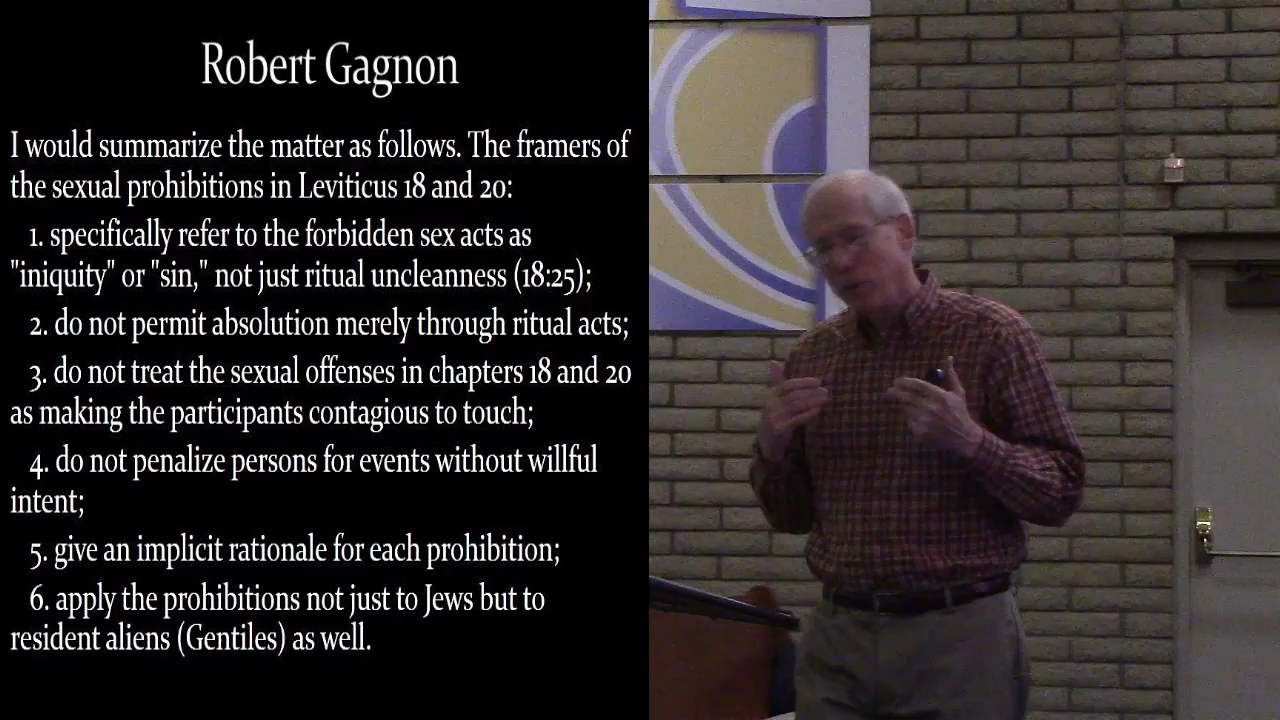 Robert Gagnon
I would summarize the matter as follows. The framers of
the sexual prohibitions in Leviticus 18 and 20:
1. specifically refer to the forbidden sex acts as
"iniquity" or "sin," not just ritual uncleanness (18:25);
2. do not permit absolution merely through ritual acts;
3. do not treat the sexual offenses in chapters 18 and 20
as making the participants contagious to touch;
4. do not penalize persons for events without willful
intent;
5. give an implicit rationale for each prohibition;
6. apply the prohibitions not just to Jews but to
resident aliens (Gentiles) as well.